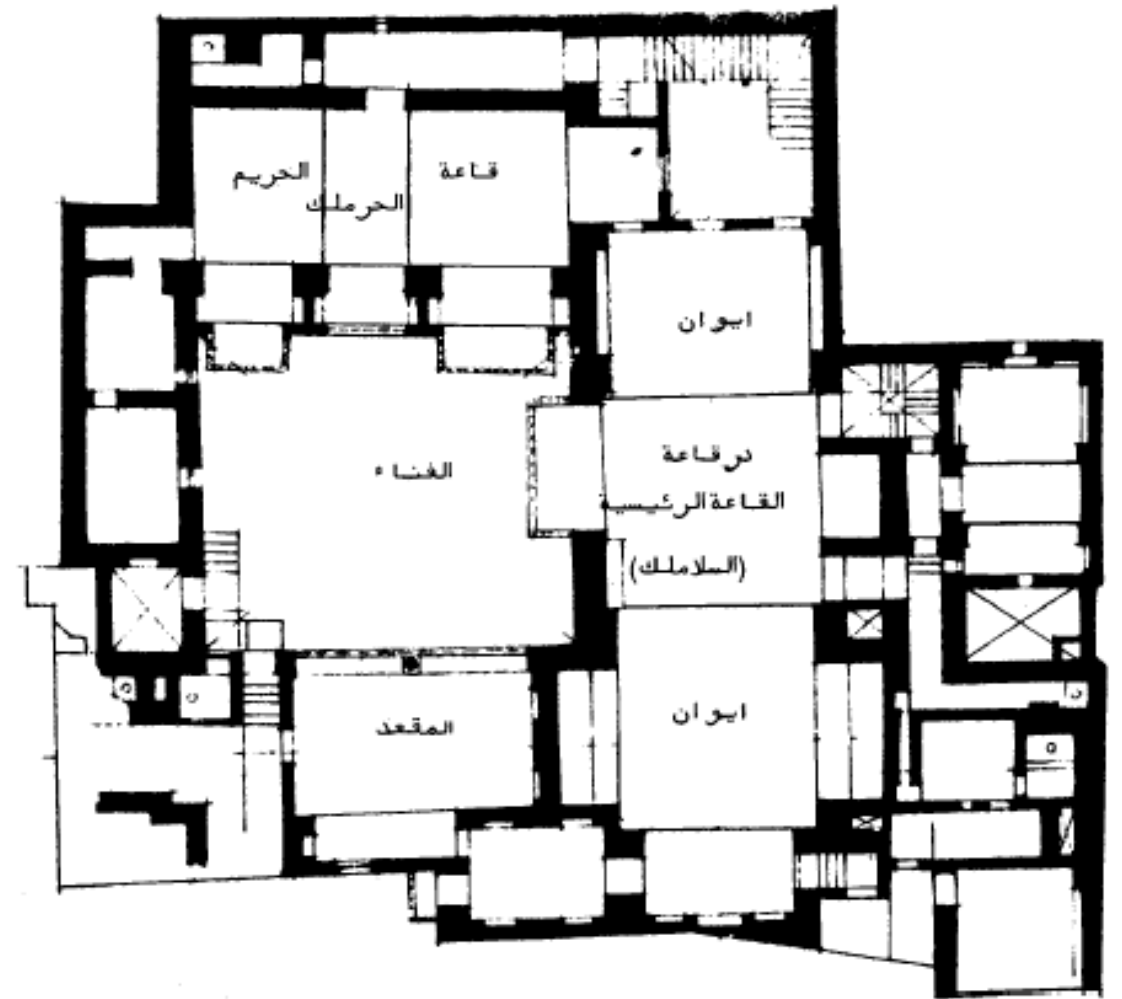 قاعة الحريم
الحرملك
ايوان
درقاعة
الفناء
القاعة الرئيسية
(السلاملك)
ايوان
المقعد